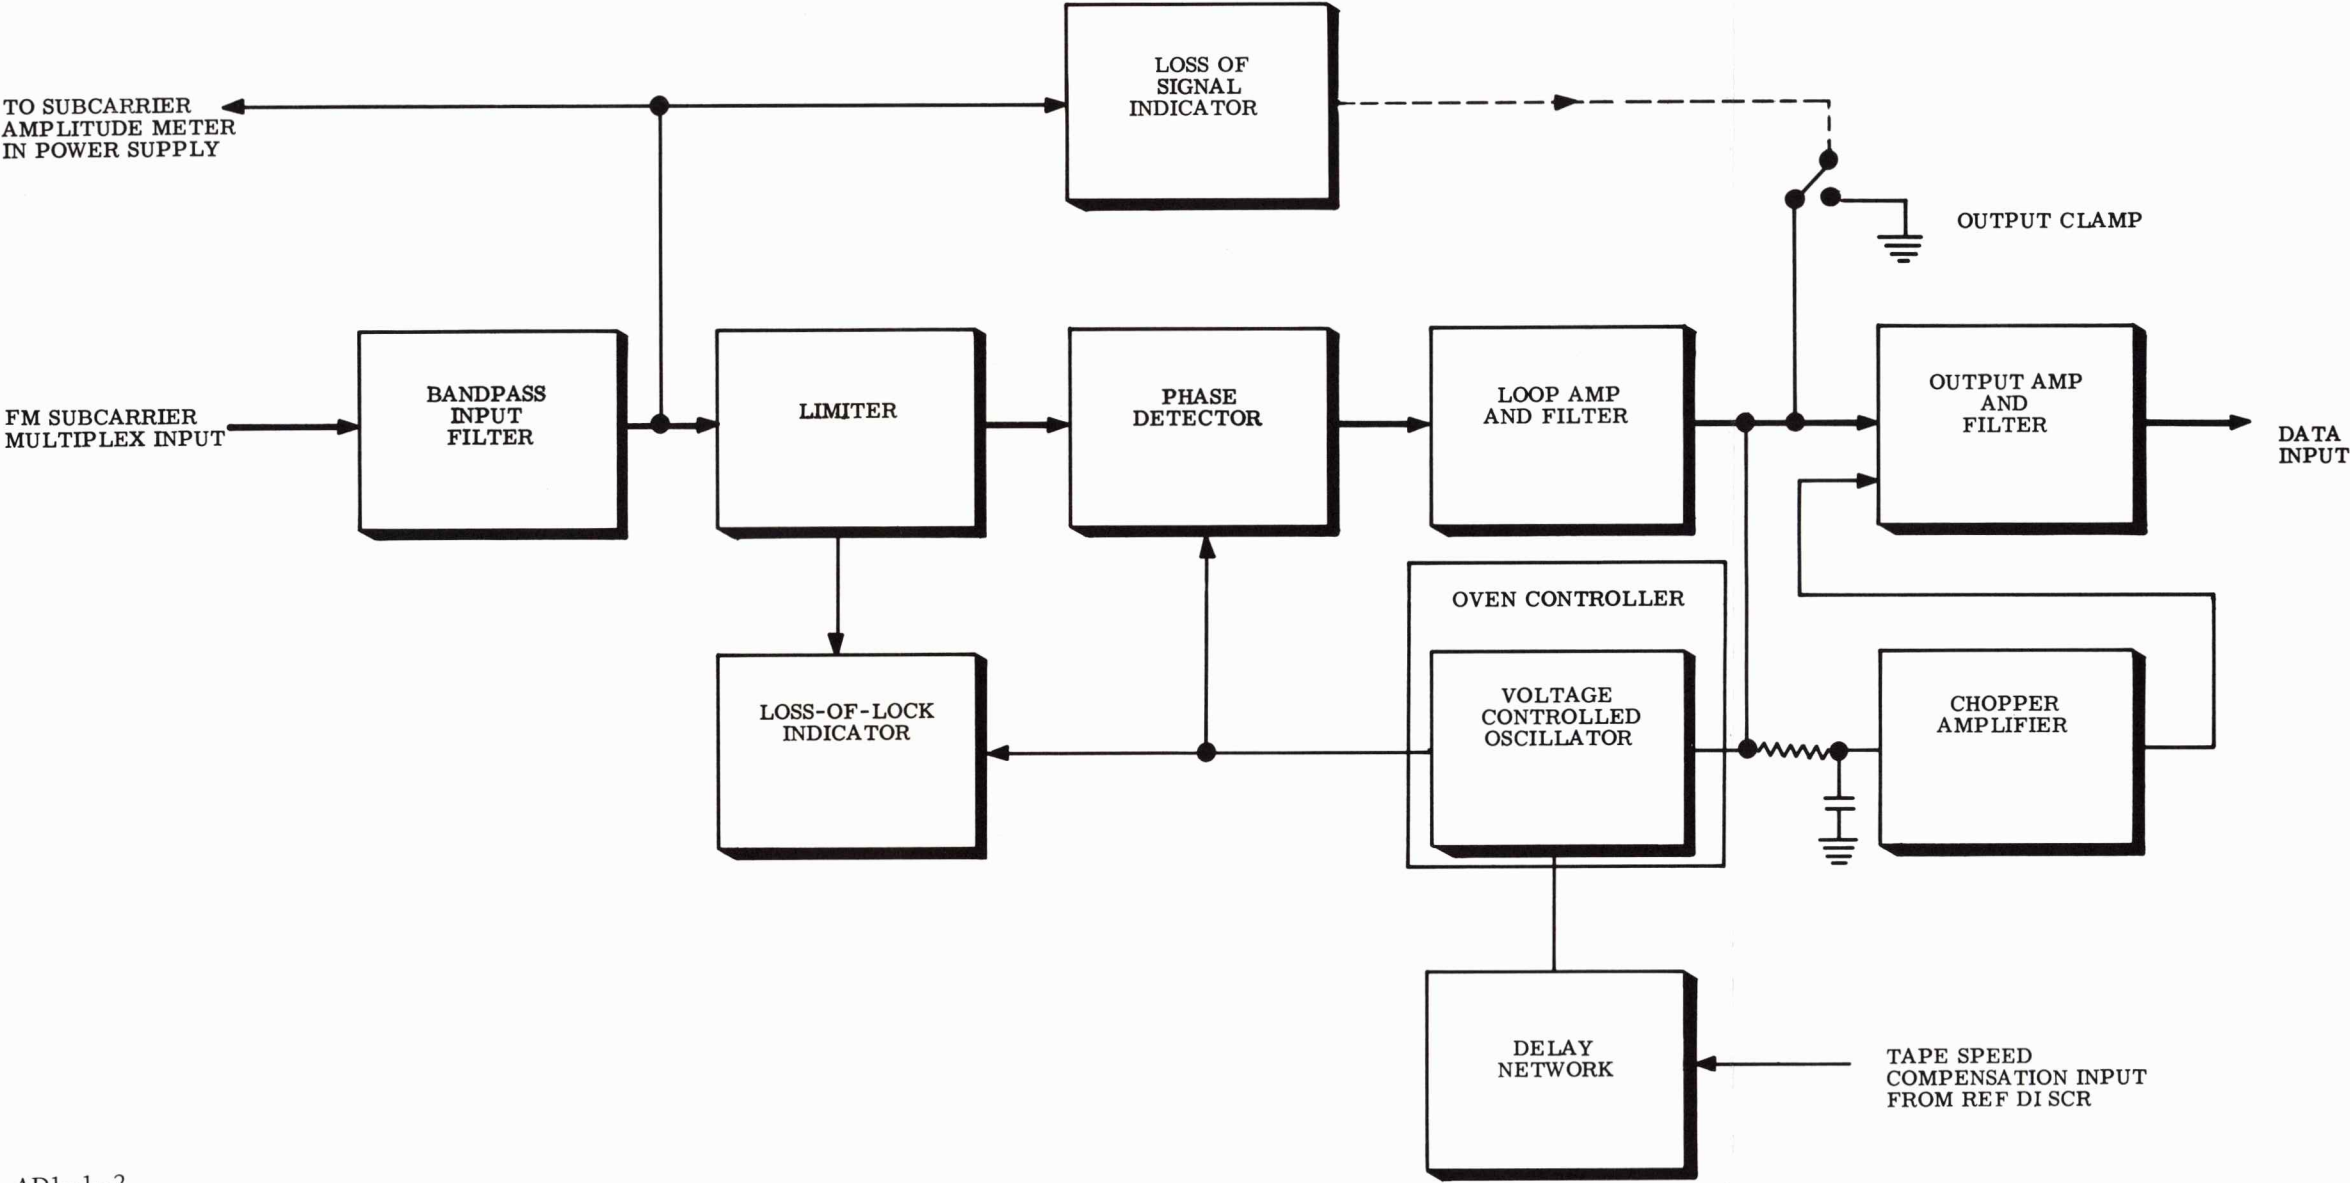 LOSS OF
SIGNAL
INDICATOR
TO SUBCARRIER
AMPLITUDE METER
IN POWER SUPPLY
OUTPUT CLAMP
FM SUBCARRIER
MULTIPLEX INPUT
BANDPASS
INPUT
FILTER
LIMITER
PHASE
DETECTOR
LOOP AMP
AND FILTER
OUTPUT AMP
AND
FILTER
DATA
INPUT
OVEN CONTROLLER
LOSS-OF-LOCK
INDICATOR
VOLTAGE
CONTROLLED
OSCILLATOR
CHOPPER
AMPLIFIER
DELAY
NETWORK
TAPE SPEED
COMPENSATION INPUT
FROM REF DI SCR